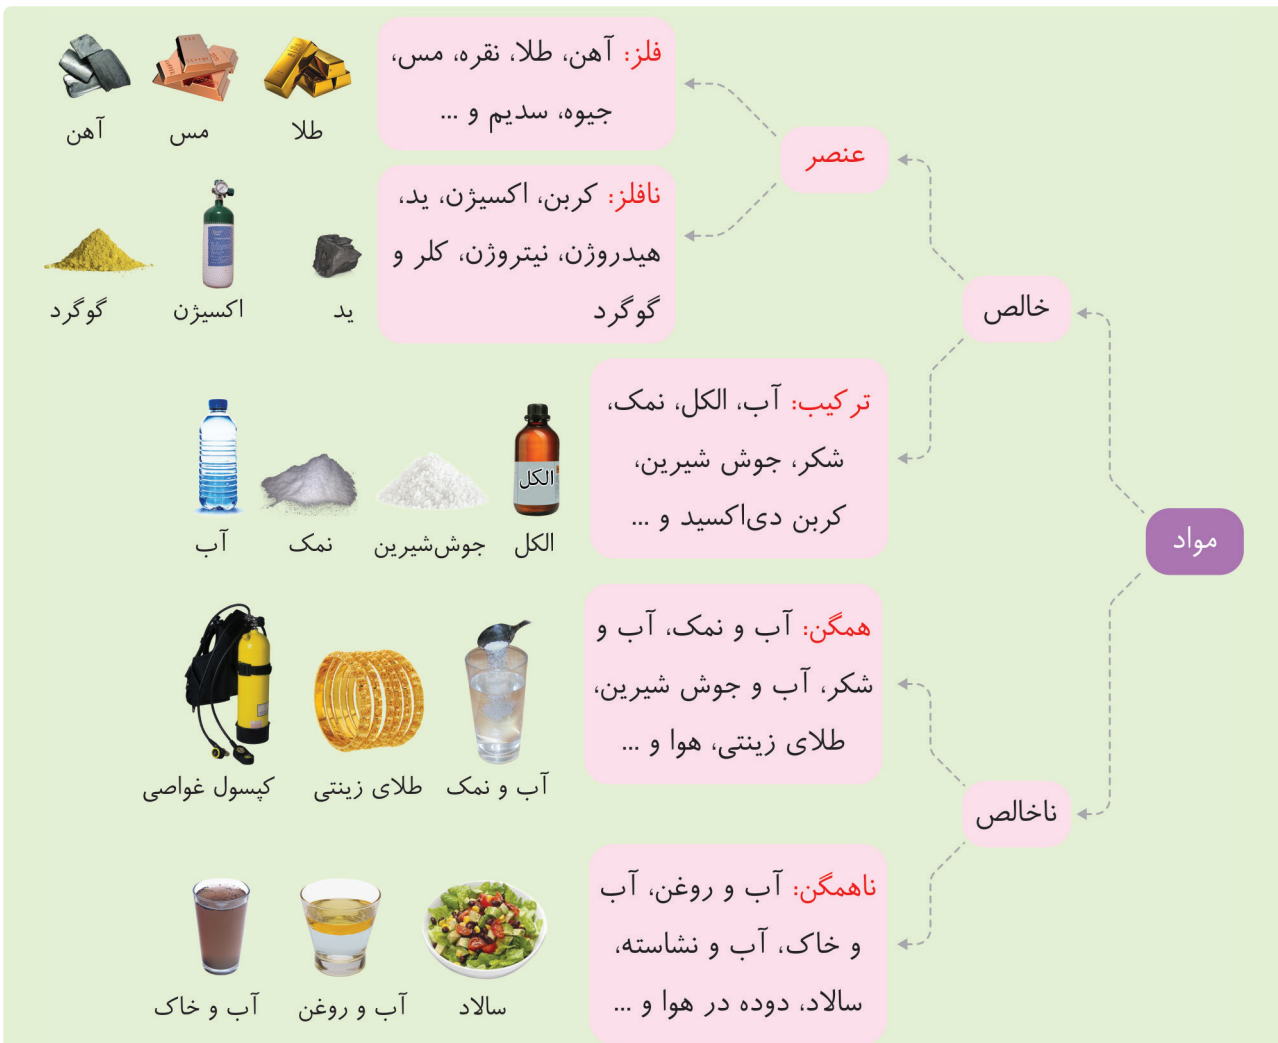 مواد
خالص
عنصر
فلز: آهن، طلا، نقره، مس،
جیوه، سدیم و ...
طلا
مس
آهن
نافلز: کربن، اکسیژن، ید،
هیدروژن، نیتروژن، کلر و
گوگرد
ید
اکسیژن
گوگرد
ترکیب: آب، الکل، نمک،
شکر، جوش شیرین،
کربن دی‌اکسید و ...
الکل
الکل
جوش‌شیرین
نمک
آب
ناخالص
همگن: آب و نمک، آب و
شکر، آب و جوش شیرین،
طلای زینتی، هوا و ...
آب و نمک
طلای زینتی
کپسول غواصی
ناهمگن: آب و روغن، آب
و خاک، آب و نشاسته،
سالاد، دوده در هوا و ...
سالاد
آب و روغن
آب و خاک